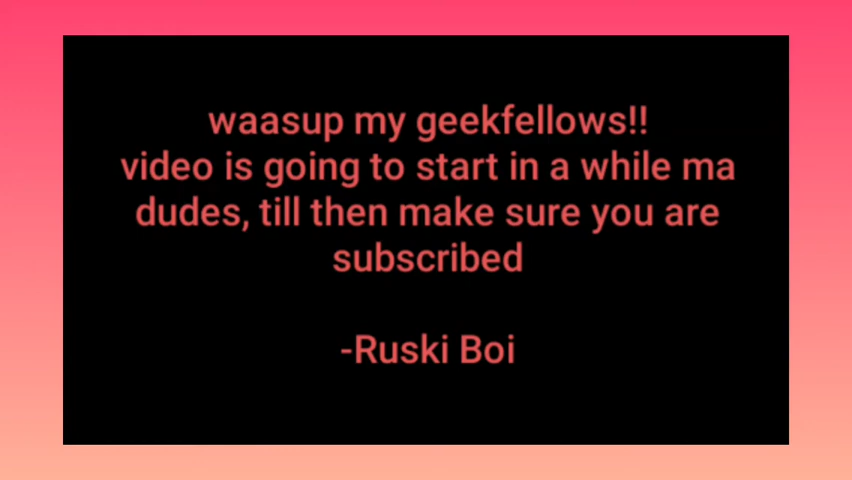 waasup my geekfellows!!
video is going to start in a while ma
dudes, till then make sure you are
subscribed
-Ruski Boi